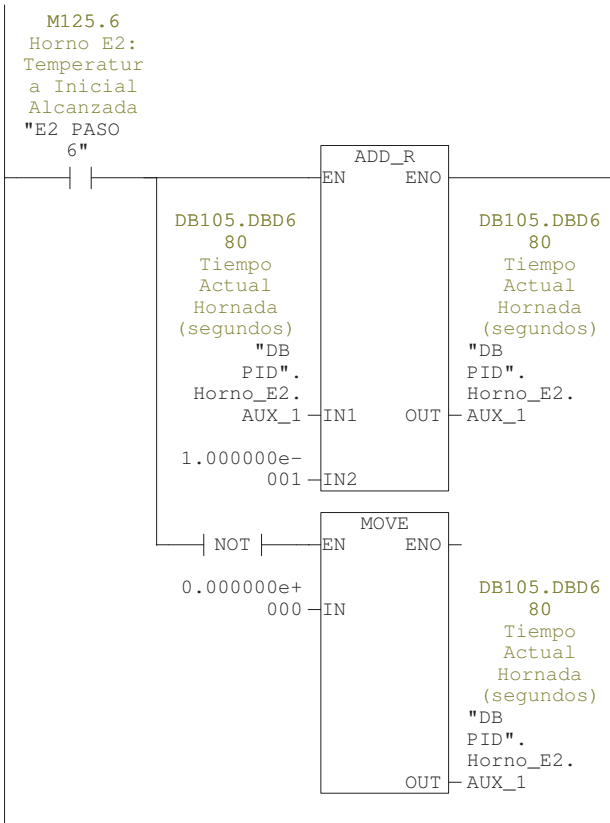 M125.6
Horno E2:
Temperatur
a Inicial
Alcanzada
"E2 PASO
6"
ADD_R
EN ENO
DB105.DBD6
80
Tiempo
Actual
Hornada
(segundos)
"DB
PID".
Horno_E2.
AUX_1
IN1
DB105.DBD6
80
Tiempo
Actual
Hornada
(segundos)
"DB
PID".
Horno_E2.
OUT AUX_1
1.000000e-
001 IN2
MOVE
NOT EN ENO
0.000000e+
000 IN
DB105.DBD6
80
Tiempo
Actual
Hornada
(segundos)
"DB
PID".
Horno_E2.
OUT AUX_1